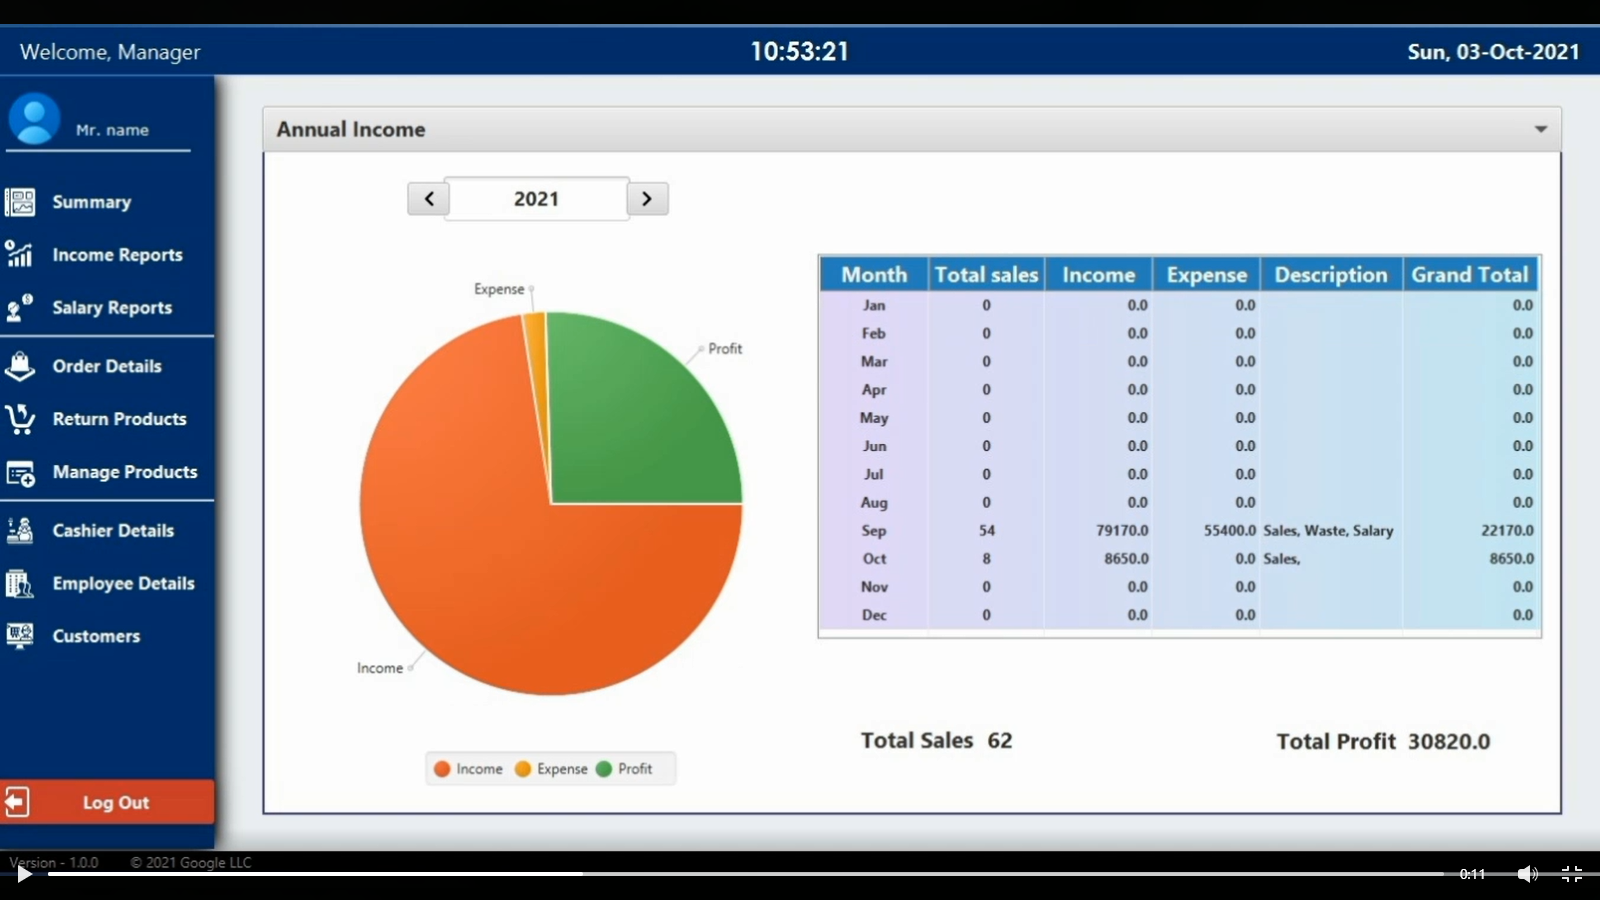 Welcome, Manager
10:53:21
Sun, 03-Oct-2021
Mr. name
Summary
Income Reports
Salary Reports
Order Details
Return Products
Manage Products
Cashier Details
Employee Details
Customers
Log Out
Version - 1.0.0 © 2021 Google LLC
Annual Income
2021
Expense
Profit
Income
Income Expense Profit
Month Total sales Income Expense Description Grand Total
Jan 0 0.0 0.0 0.0
Feb 0 0.0 0.0 0.0
Mar 0 0.0 0.0 0.0
Apr 0 0.0 0.0 0.0
May 0 0.0 0.0 0.0
Jun 0 0.0 0.0 0.0
Jul 0 0.0 0.0 0.0
Aug 0 0.0 0.0 0.0
Sep 54 79170.0 55400.0 Sales, Waste, Salary 22170.0
Oct 8 8650.0 0.0 Sales, 8650.0
Nov 0 0.0 0.0 0.0
Dec 0 0.0 0.0 0.0
Total Sales 62
Total Profit 30820.0
0:11